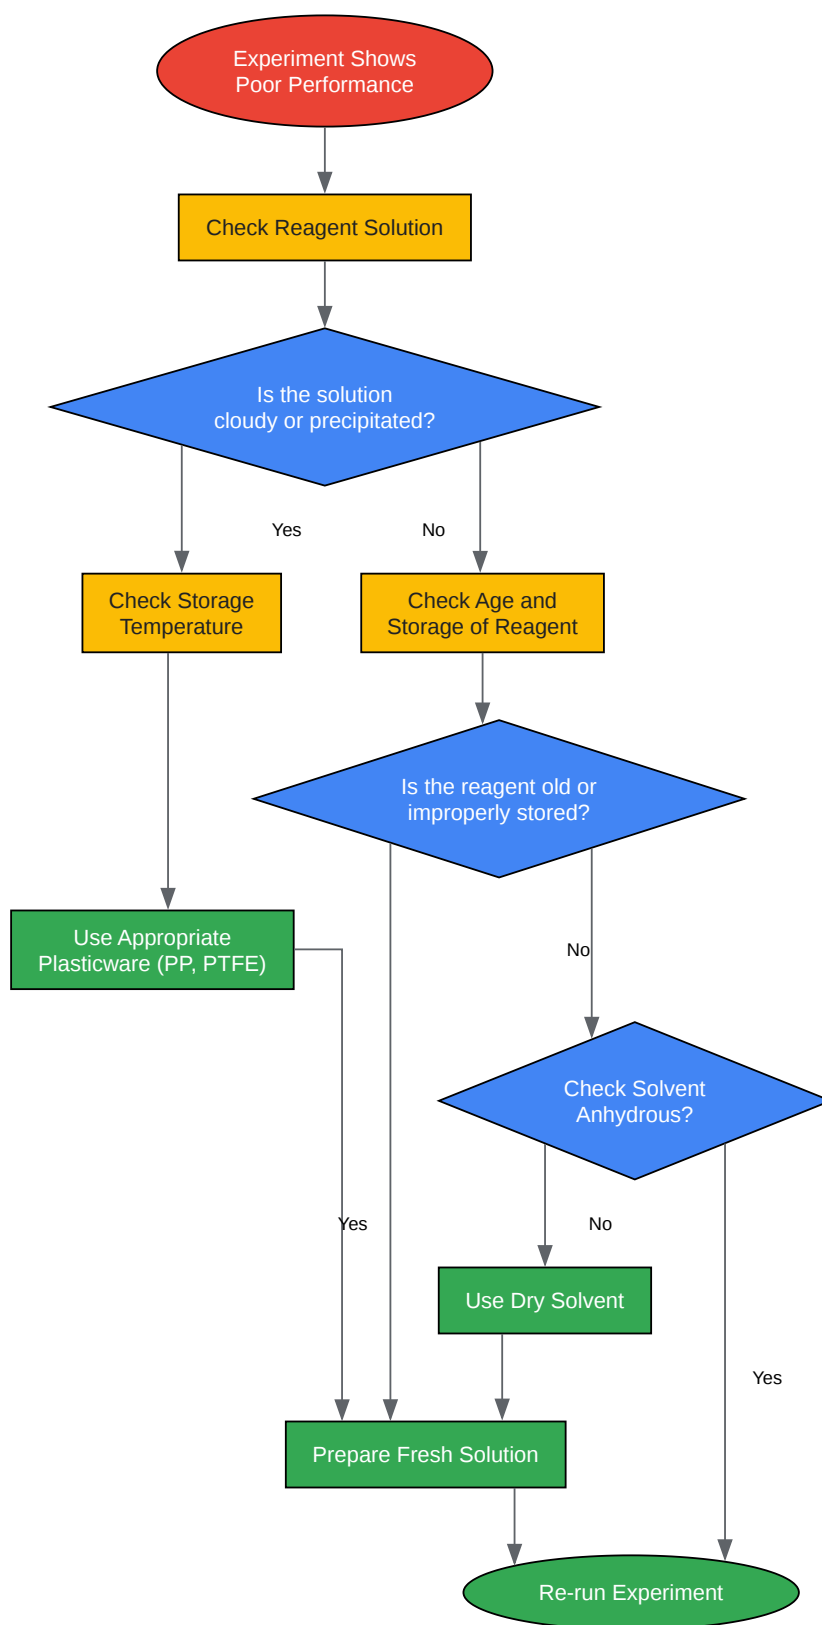 Experiment Shows
Poor Performance
Check Reagent Solution
Is the solution
cloudy or precipitated?
Yes
No
Check Storage
Temperature
Check Age and
Storage of Reagent
Is the reagent old or
improperly stored?
Use Appropriate
Plasticware (PP, PTFE)
No
Check Solvent
Anhydrous?
Yes
No
Use Dry Solvent
Yes
Prepare Fresh Solution
Re-run Experiment